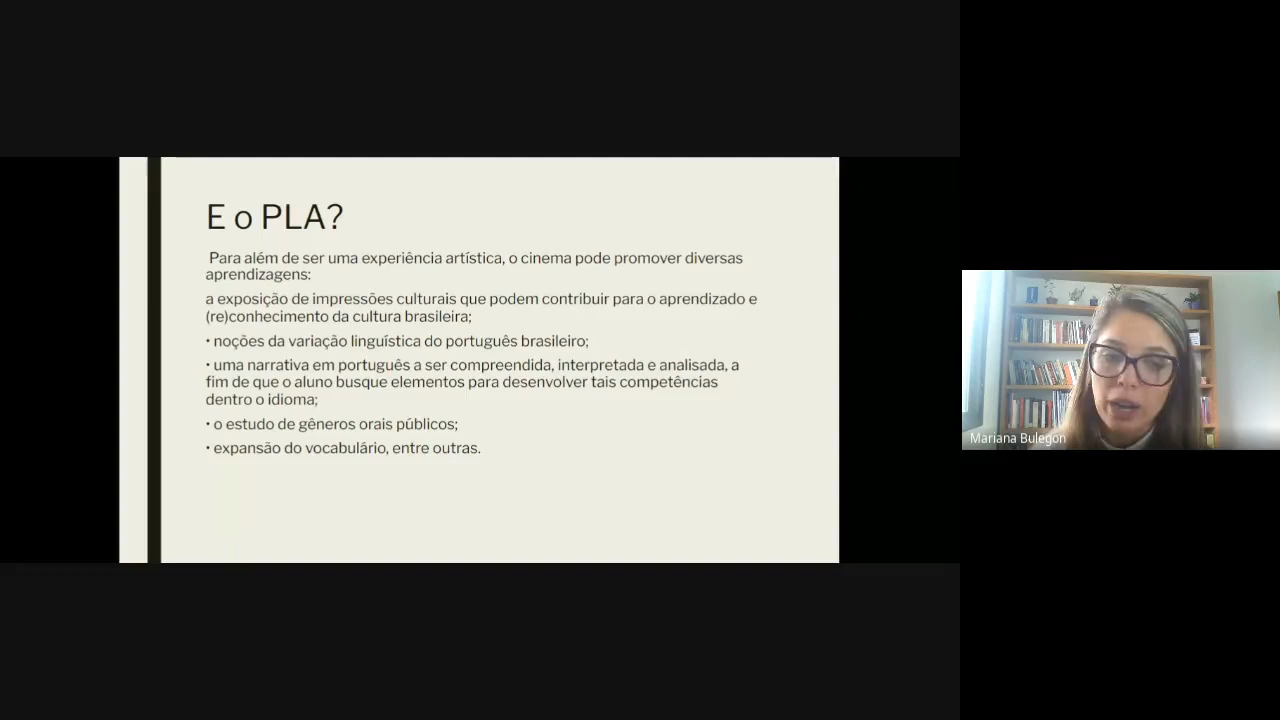 E o PLA?
Para além de ser uma experiência artística, o cinema pode promover diversas
aprendizagens:
a exposição de impressões culturais que podem contribuir para o aprendizado e
(re)conhecimento da cultura brasileira;
• noções da variação linguística do português brasileiro;
• uma narrativa em português a ser compreendida, interpretada e analisada, a
fim de que o aluno busque elementos para desenvolver tais competências
dentro o idioma;
• o estudo de gêneros orais públicos;
• expansão do vocabulário, entre outras.
Mariana Bulegon